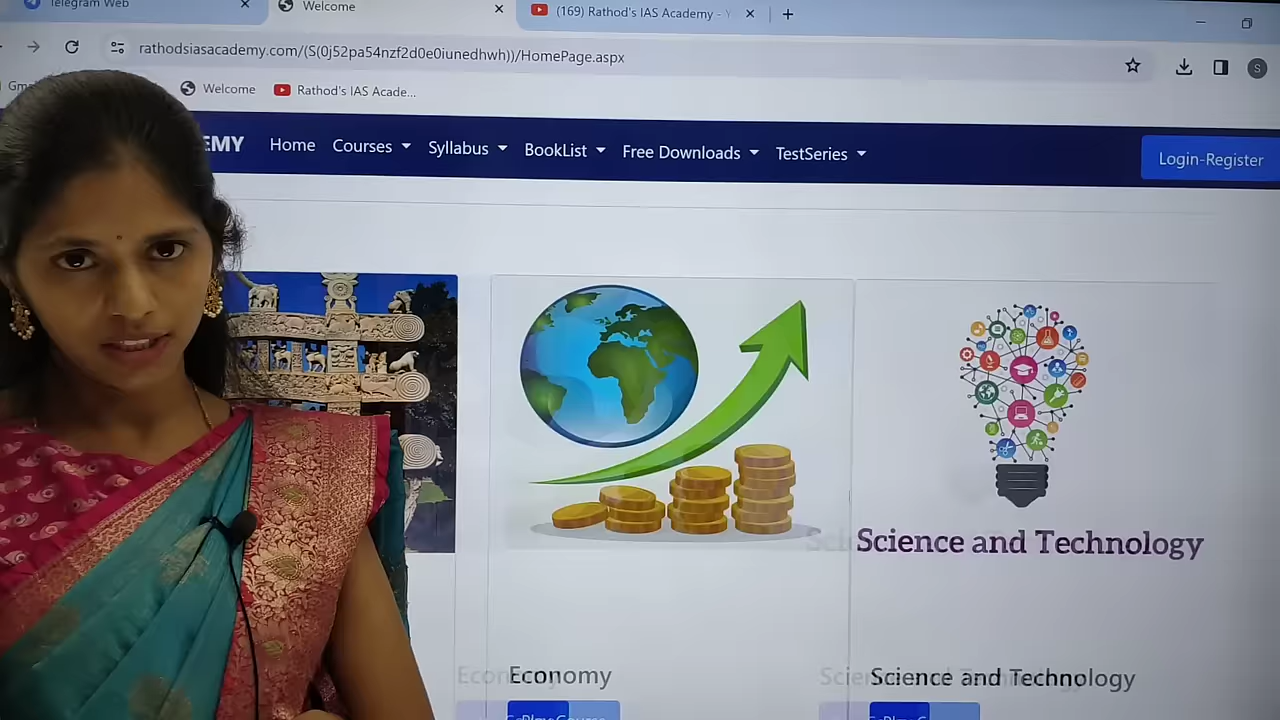 Telegram Web
Welcome
(169) Rathod's IAS Academy -
rathodsiasacademy.com/(S(0j52pa54nzf2d0e0iunedhwh))/HomePage.aspx
Welcome
Rathod's IAS Acade...
EMY
Home
Courses
Syllabus
BookList
Free Downloads
TestSeries
Login-Register
Science and Technology
Economy
Science and Technology